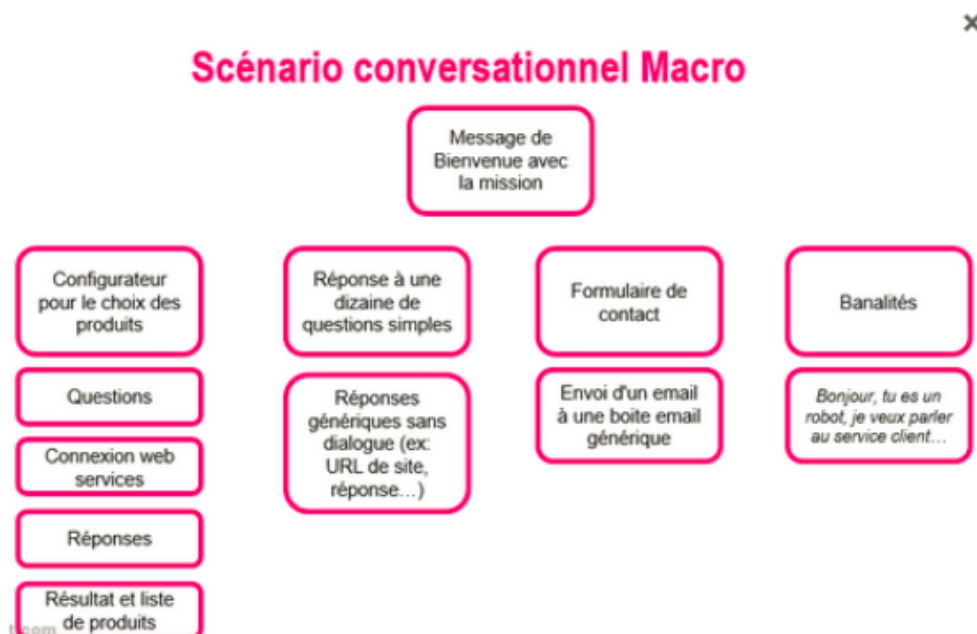 Scénario conversationnel Macro
Message de
Bienvenue avec
la mission
Configurateur
pour le choix des
produits
Questions
Connexion web
services
Réponses
Résultat et liste
de produits
Réponse à une
dizaine de
questions simples
Réponses
génériques sans
dialogue (ex:
URL de site,
réponse…)
Formulaire de
contact
Envoi d'un email
à une boite email
générique
Banalités
Bonjour, tu es un
robot, je veux parler
au service client…